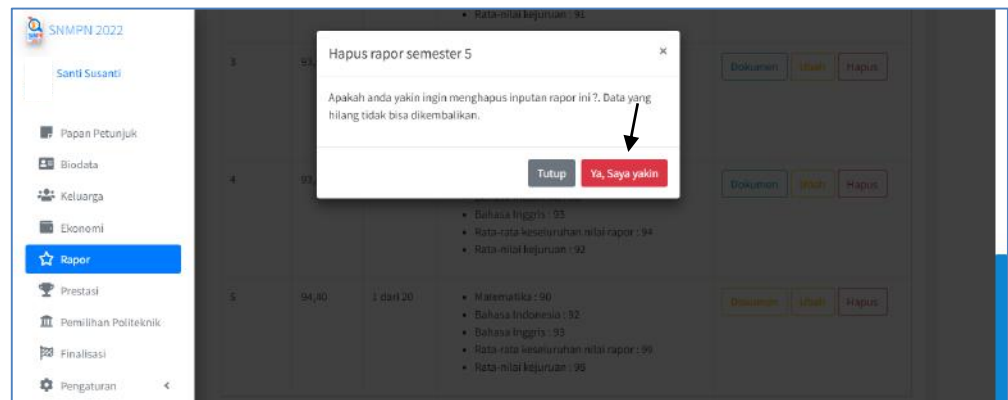 SNMPN 2022
Santi Susanti
Papan Petunjuk
Biodata
Keluarga
Ekonomi
Rapor
Prestasi
Pemilihan Politeknik
Finalisasi
Pengaturan
Rata-nilai kejuruan : 91
Hapus rapor semester 5
×
Apakah anda yakin ingin menghapus inputan rapor ini ?. Data yang
hilang tidak bisa dikembalikan.
Tutup Ya, Saya yakin
3 Dokumen Ubah Hapus
4 Dokumen Ubah Hapus
Bahasa Inggris : 93
Rata-rata keseluruhan nilai rapor : 94
Rata-nilai kejuruan : 92
5 94,40 1 dari 20 Matematika : 90 Dokumen Ubah Hapus
Bahasa Indonesia : 92
Bahasa Inggris : 93
Rata-rata keseluruhan nilai rapor : 99
Rata-nilai kejuruan : 98